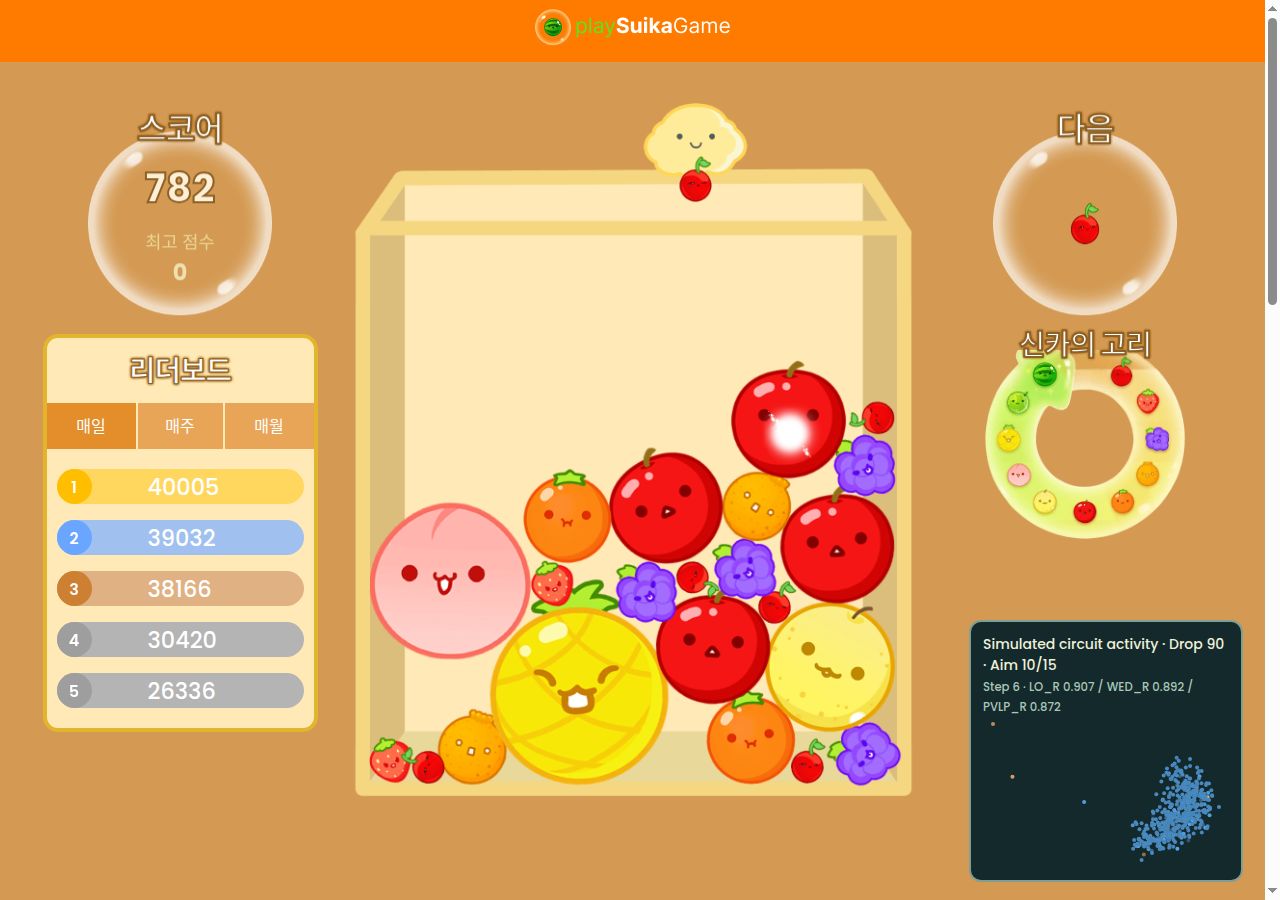 playSuikaGame
스코어
782
최고 점수
0
리더보드
매일 매주 매월
1 40005
2 39032
3 38166
4 30420
5 26336
다음
신카의 고리
Simulated circuit activity · Drop 90
· Aim 10/15
Step 6 · LO_R 0.907 / WED_R 0.892 /
PVLP_R 0.872